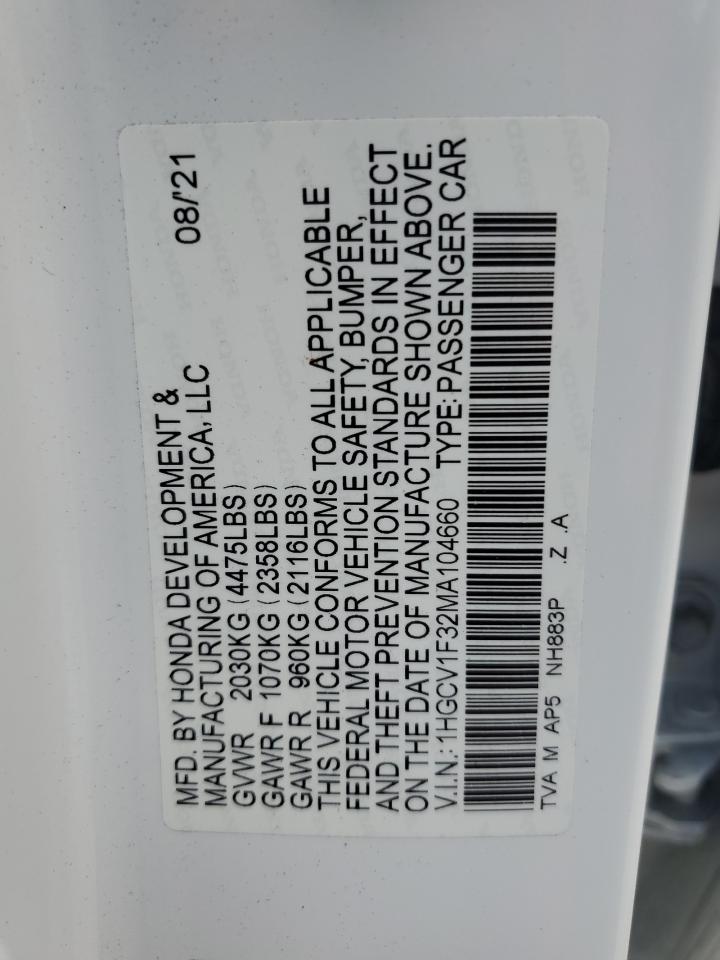 MFD. BY HONDA DEVELOPMENT & 08/'21
MANUFACTURING OF AMERICA, LLC
GVWR 2030KG (4475LBS)
GAWR F 1070KG (2358LBS)
GAWR R 960KG (2116LBS)
THIS VEHICLE CONFORMS TO ALL APPLICABLE
FEDERAL MOTOR VEHICLE SAFETY, BUMPER,
AND THEFT PREVENTION STANDARDS IN EFFECT
ON THE DATE OF MANUFACTURE SHOWN ABOVE.
V.I.N.: 1HGCV1F32MA104660 TYPE: PASSENGER CAR
TVA M AP5 NH883P .Z .A